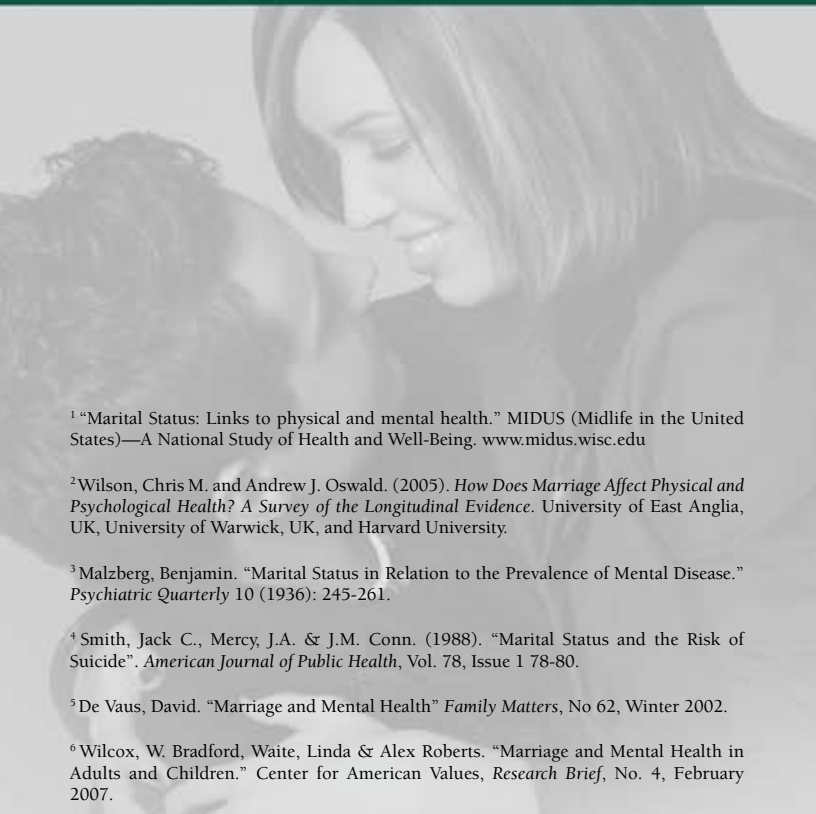 1 “Marital Status: Links to physical and mental health.” MIDUS (Midlife in the United
States)—A National Study of Health and Well-Being. www.midus.wisc.edu
2 Wilson, Chris M. and Andrew J. Oswald. (2005). How Does Marriage Affect Physical and
Psychological Health? A Survey of the Longitudinal Evidence. University of East Anglia,
UK, University of Warwick, UK, and Harvard University.
3 Malzberg, Benjamin. “Marital Status in Relation to the Prevalence of Mental Disease.”
Psychiatric Quarterly 10 (1936): 245-261.
4 Smith, Jack C., Mercy, J.A. & J.M. Conn. (1988). “Marital Status and the Risk of
Suicide”. American Journal of Public Health, Vol. 78, Issue 1 78-80.
5 De Vaus, David. “Marriage and Mental Health” Family Matters, No 62, Winter 2002.
6 Wilcox, W. Bradford, Waite, Linda & Alex Roberts. “Marriage and Mental Health in
Adults and Children.” Center for American Values, Research Brief, No. 4, February
2007.